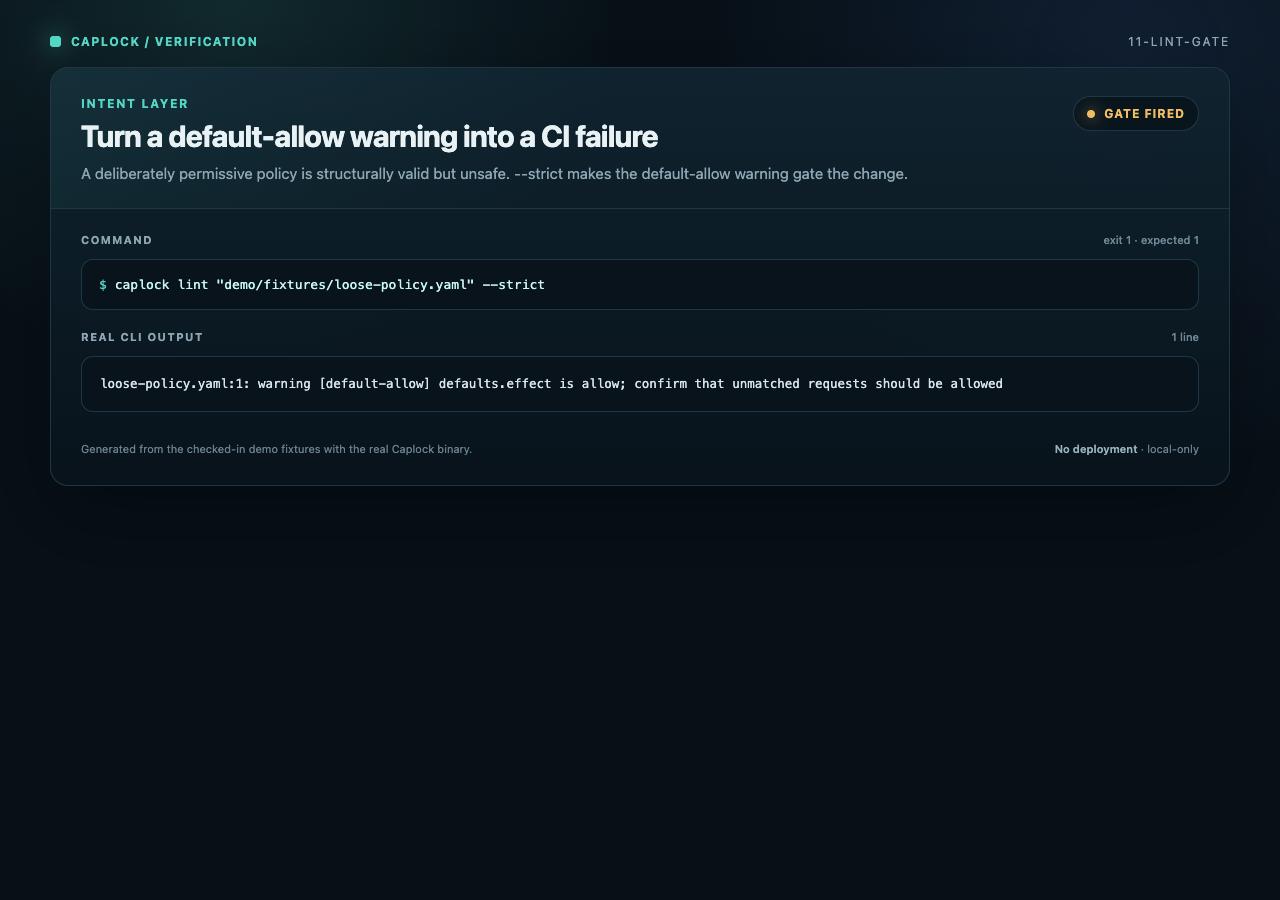 CAPLOCK / VERIFICATION
11-LINT-GATE
INTENT LAYER
GATE FIRED
Turn a default-allow warning into a CI failure
A deliberately permissive policy is structurally valid but unsafe. --strict makes the default-allow warning gate the change.
COMMAND
exit 1 · expected 1
$ caplock lint "demo/fixtures/loose-policy.yaml" --strict
REAL CLI OUTPUT
1 line
loose-policy.yaml:1: warning [default-allow] defaults.effect is allow; confirm that unmatched requests should be allowed
Generated from the checked-in demo fixtures with the real Caplock binary.
No deployment · local-only